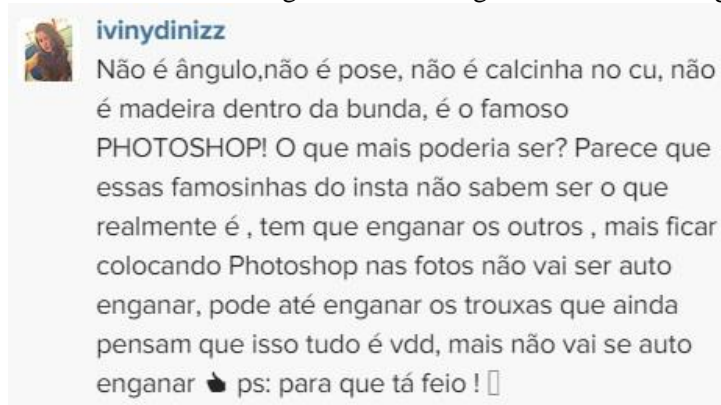 ivinydinizz
Não é ângulo,não é pose, não é calcinha no cu, não
é madeira dentro da bunda, é o famoso
PHOTOSHOP! O que mais poderia ser? Parece que
essas famosinhas do insta não sabem ser o que
realmente é , tem que enganar os outros , mais ficar
colocando Photoshop nas fotos não vai ser auto
enganar, pode até enganar os trouxas que ainda
pensam que isso tudo é vdd, mais não vai se auto
enganar 👆 ps: para que tá feio !